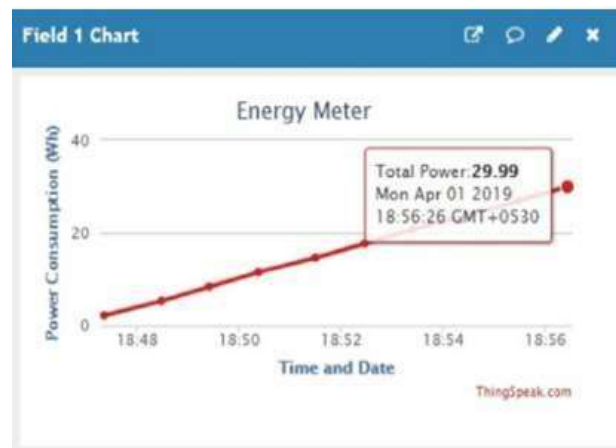 Field 1 Chart
Energy Meter
Power Consumption (Wh)
40
20
0
Total Power:29.99
Mon Apr 01 2019
18:56:26 GMT+0530
18:48
18:50
18:52
18:54
18:56
Time and Date
ThingSpeak.com